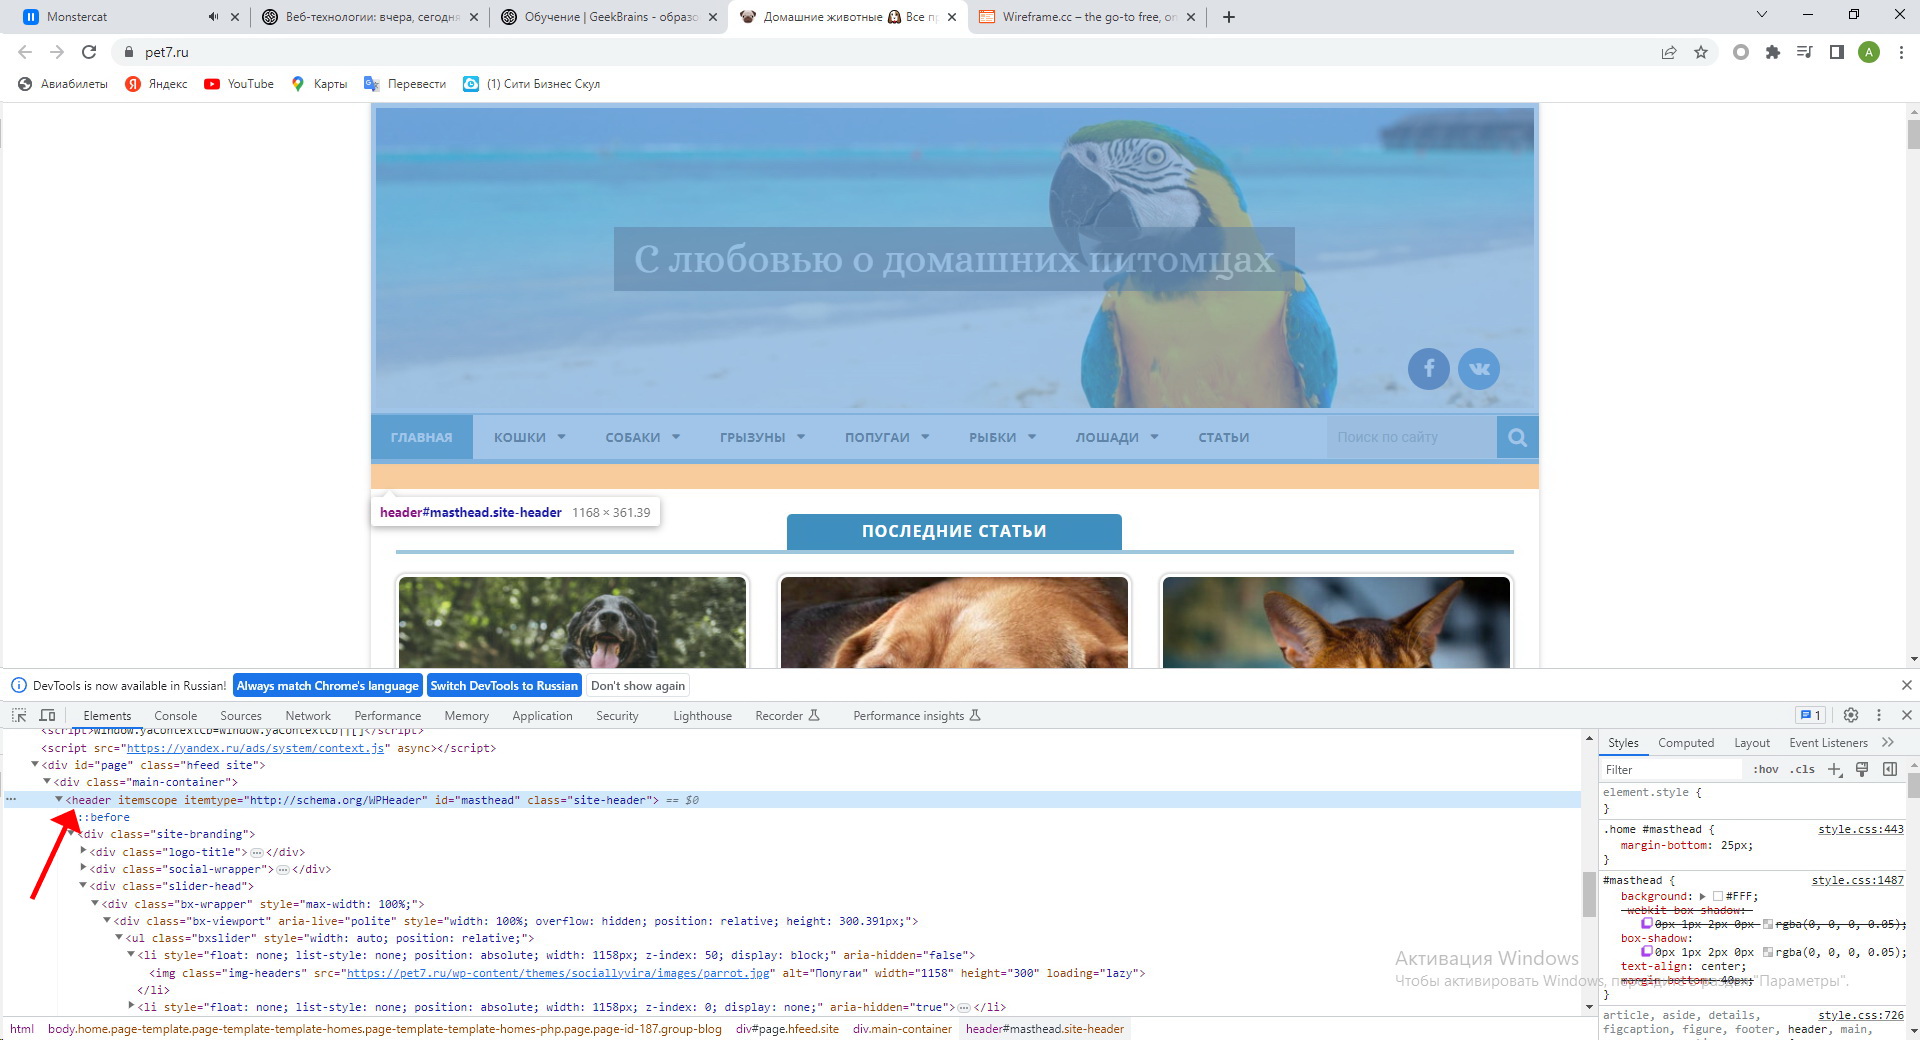 Monstercat
Веб-технологии: вчера, сегодня
Обучение | GeekBrains - образо
Домашние животные Все пр
Wireframe.cc – the go-to free, on
pet7.ru
A
Авиабилеты
Яндекс
YouTube
Карты
Перевести
(1) Сити Бизнес Скул
С любовью о домашних питомцах
ГЛАВНАЯ
КОШКИ
СОБАКИ
ГРЫЗУНЫ
ПОПУГАИ
РЫБКИ
ЛОШАДИ
СТАТЬИ
Поиск по сайту
header#masthead.site-header 1168 × 361.39
ПОСЛЕДНИЕ СТАТЬИ
DevTools is now available in Russian!
Always match Chrome's language
Switch DevTools to Russian
Don't show again
Elements
Console
Sources
Network
Performance
Memory
Application
Security
Lighthouse
Recorder
Performance insights
1
<script>window.yaContextCb=window.yaContextCb||[]</script>
<script src="https://yandex.ru/ads/system/context.js" async></script>
<div id="page" class="hfeed site">
<div class="main-container">
<header itemscope itemtype="http://schema.org/WPHeader" id="masthead" class="site-header"> == $0
::before
<div class="site-branding">
<div class="logo-title">…</div>
<div class="social-wrapper">…</div>
<div class="slider-head">
<div class="bx-wrapper" style="max-width: 100%;">
<div class="bx-viewport" aria-live="polite" style="width: 100%; overflow: hidden; position: relative; height: 300.391px;">
<ul class="bxslider" style="width: auto; position: relative;">
<li style="float: none; list-style: none; position: absolute; width: 1158px; z-index: 50; display: block;" aria-hidden="false">
<img class="img-headers" src="https://pet7.ru/wp-content/themes/sociallyvira/images/parrot.jpg" alt="Попугаи" width="1158" height="300" loading="lazy">
</li>
<li style="float: none; list-style: none; position: absolute; width: 1158px; z-index: 0; display: none;" aria-hidden="true">…</li>
html
body.home.page-template.page-template-template-homes.page-template-template-homes-php.page.page-id-187.group-blog
div#page.hfeed.site
div.main-container
header#masthead.site-header
Styles
Computed
Layout
Event Listeners
Filter
:hov
.cls
element.style {
}
.home #masthead {
style.css:443
margin-bottom: 25px;
}
#masthead {
style.css:1487
background: #FFF;
-webkit-box-shadow:
0px 1px 2px 0px rgba(0, 0, 0, 0.05);
box-shadow:
0px 1px 2px 0px rgba(0, 0, 0, 0.05);
text-align: center;
margin-bottom: 40px;
}
article, aside, details,
style.css:726
figcaption, figure, footer, header, main,
Активация Windows
Чтобы активировать Windows, "Параметры".